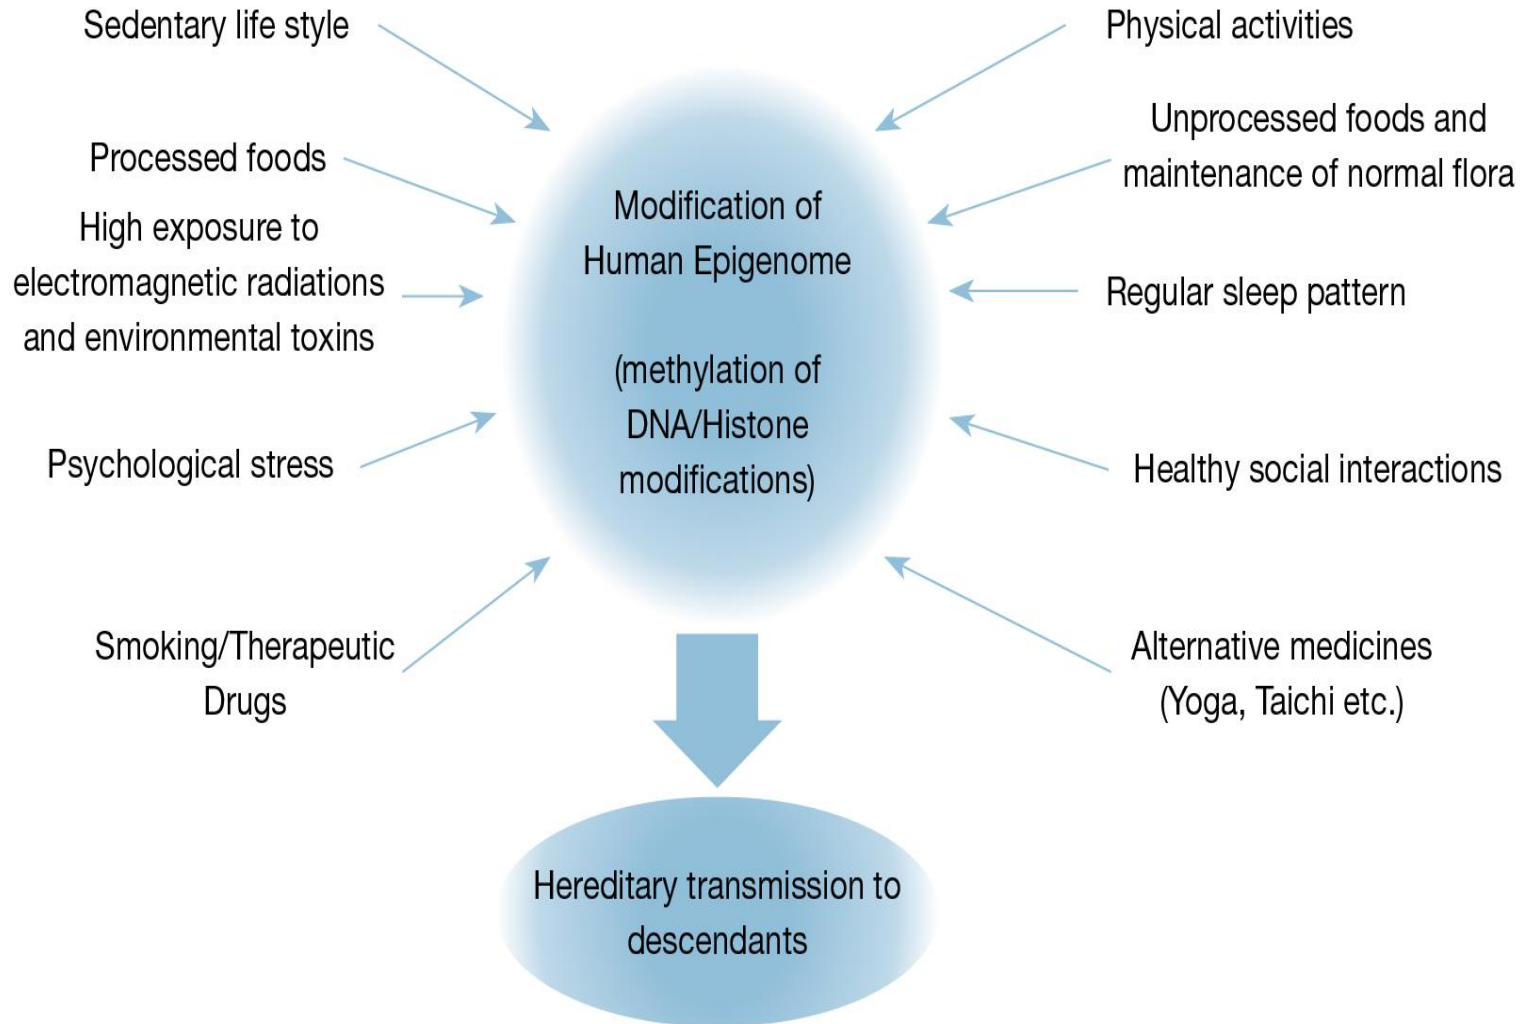 Sedentary life style
Processed foods
High exposure to
electromagnetic radiations
and environmental toxins
Psychological stress
Smoking/Therapeutic
Drugs
Modification of
Human Epigenome
(methylation of
DNA/Histone
modifications)
Physical activities
Unprocessed foods and
maintenance of normal flora
Regular sleep pattern
Healthy social interactions
Alternative medicines
(Yoga, Taichi etc.)
Hereditary transmission to
descendants